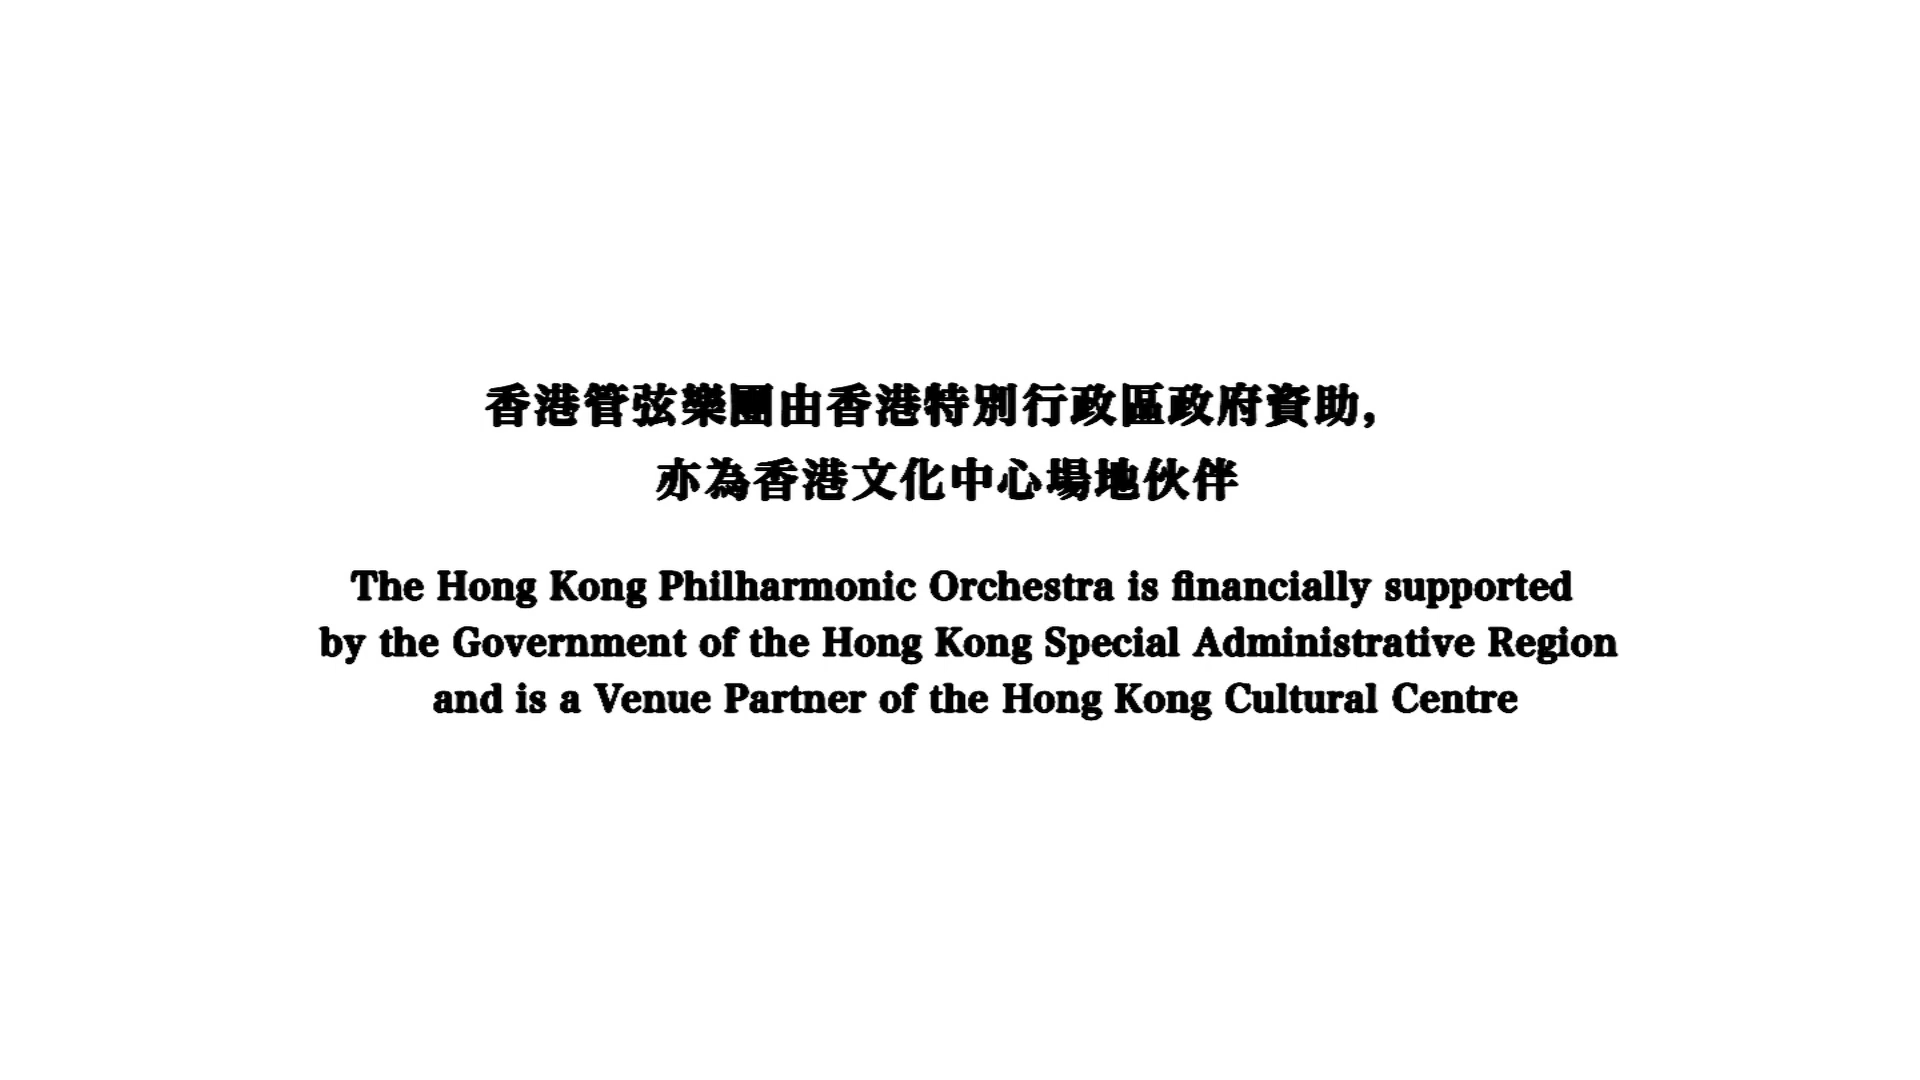 香港管弦樂團由香港特別行政區政府資助,
亦為香港文化中心場地伙伴
The Hong Kong Philharmonic Orchestra is financially supported
by the Government of the Hong Kong Special Administrative Region
and is a Venue Partner of the Hong Kong Cultural Centre